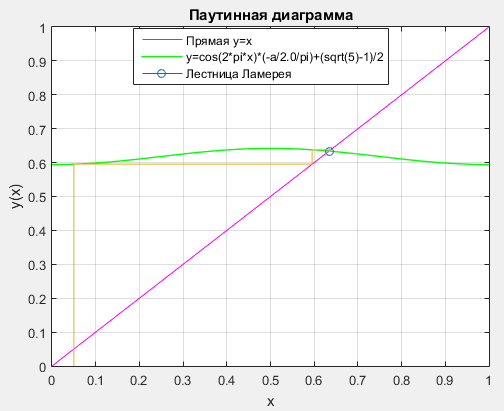 Паутинная диаграмма
Прямая y=x
y=cos(2*pi*x)*(-a/2.0/pi)+(sqrt(5)-1)/2
Лестница Ламерея
1
0.9
0.8
0.7
0.6
0.5
0.4
0.3
0.2
0.1
0
y(x)
0 0.1 0.2 0.3 0.4 0.5 0.6 0.7 0.8 0.9 1
x